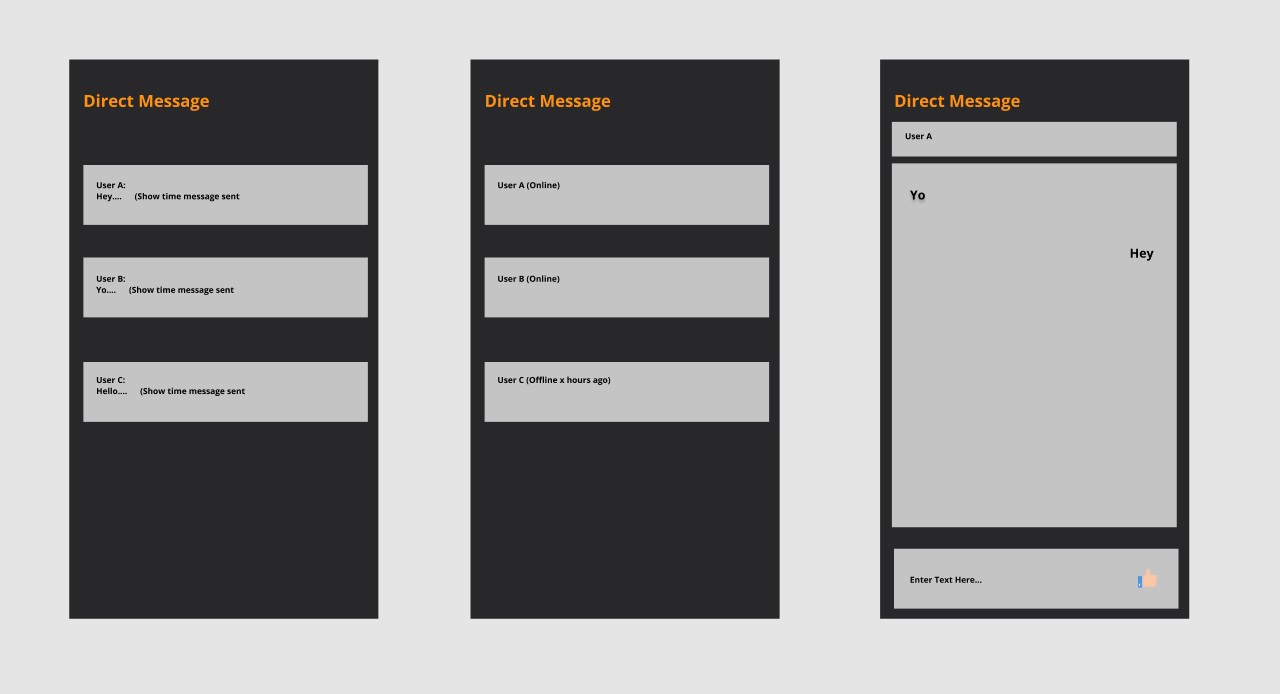 Direct Message
User A:
Hey.... (Show time message sent
User B:
Yo.... (Show time message sent
User C:
Hello.... (Show time message sent
Direct Message
User A (Online)
User B (Online)
User C (Offline x hours ago)
Direct Message
User A
Yo
Hey
Enter Text Here...